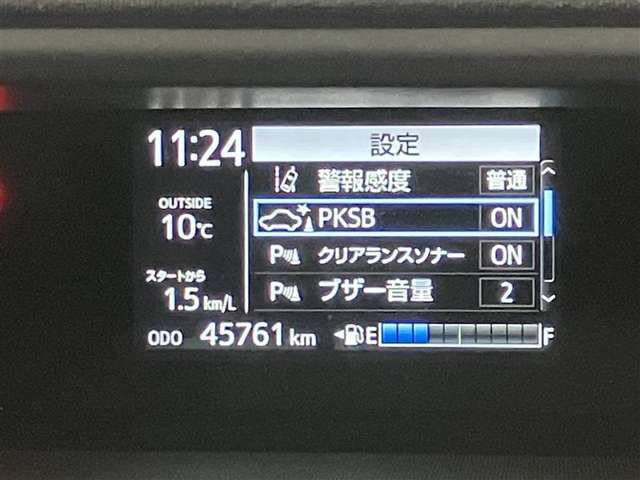 11:24
設定
OUTSIDE
10℃
スタートから
1.5 km/L
警報感度 普通
PKSB ON
P クリアランスソナー ON
P ブザー音量 2
ODO 45761 km
E F